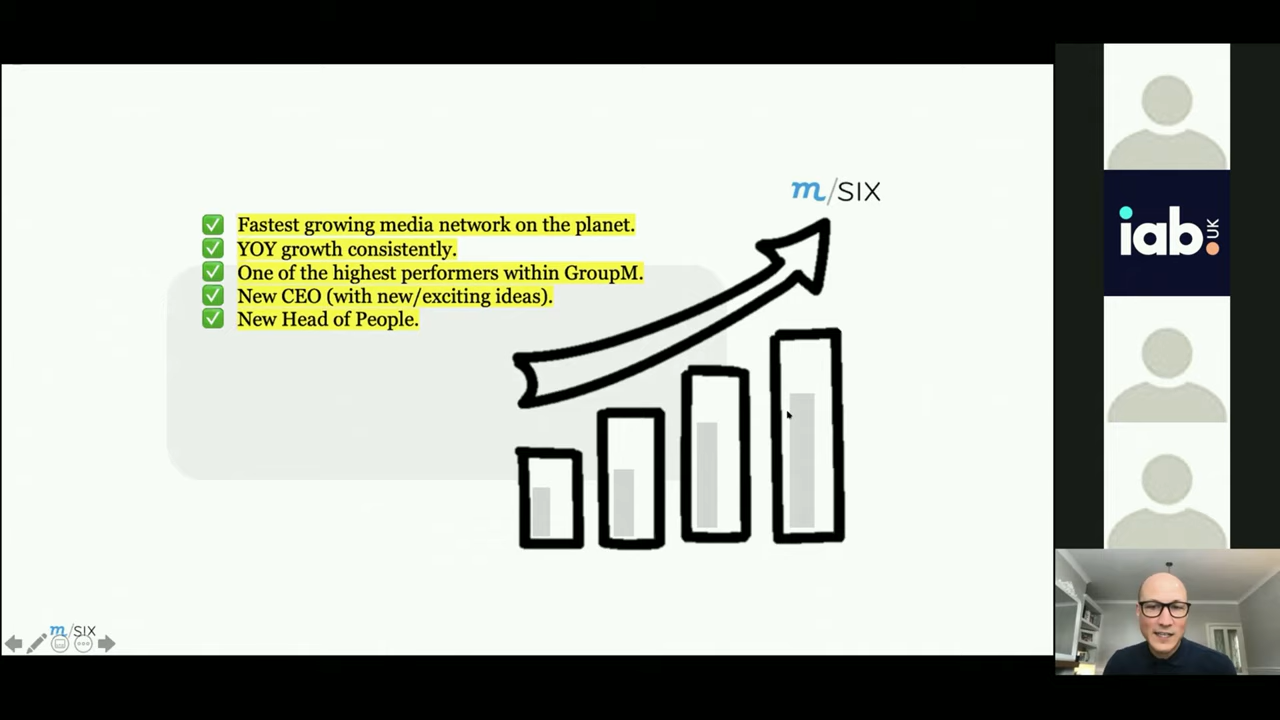 m/SIX
✅ Fastest growing media network on the planet.
✅ YOY growth consistently.
✅ One of the highest performers within GroupM.
✅ New CEO (with new/exciting ideas).
✅ New Head of People.
iab.
UK
m/SIX